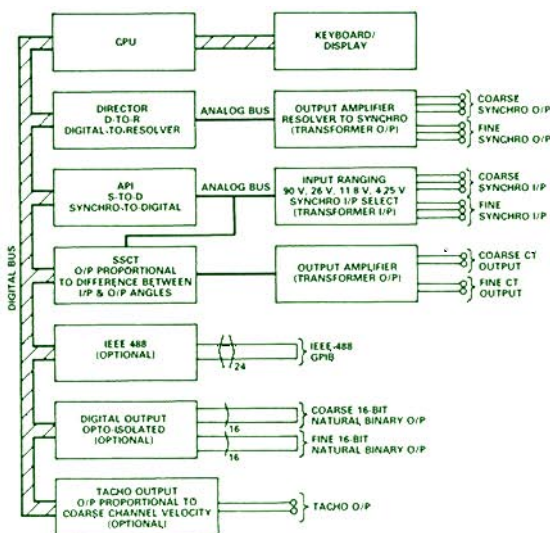 CPU
KEYBOARD/
DISPLAY
DIRECTOR
D-TO-R
DIGITAL-TO-RESOLVER
ANALOG BUS
OUTPUT AMPLIFIER
RESOLVER TO SYNCHRO
(TRANSFORMER O/P)
COARSE
SYNCHRO O/P
FINE
SYNCHRO O/P
API
S-TO-D
SYNCHRO-TO-DIGITAL
ANALOG BUS
INPUT RANGING
90 V, 26 V, 11.8 V, 4.25 V
SYNCHRO I/P SELECT
(TRANSFORMER I/P)
COARSE
SYNCHRO I/P
FINE
SYNCHRO I/P
DIGITAL BUS
SSCT
O/P PROPORTIONAL
TO DIFFERENCE BETWEEN
I/P & O/P ANGLES
OUTPUT AMPLIFIER
(TRANSFORMER O/P)
COARSE CT
OUTPUT
FINE CT
OUTPUT
IEEE 488
(OPTIONAL)
24
IEEE-488
GPIB
DIGITAL OUTPUT
OPTO-ISOLATED
(OPTIONAL)
16
COARSE 16-BIT
NATURAL BINARY O/P
16
FINE 16-BIT
NATURAL BINARY O/P
TACHO OUTPUT
O/P PROPORTIONAL TO
COARSE CHANNEL VELOCITY
(OPTIONAL)
TACHO O/P